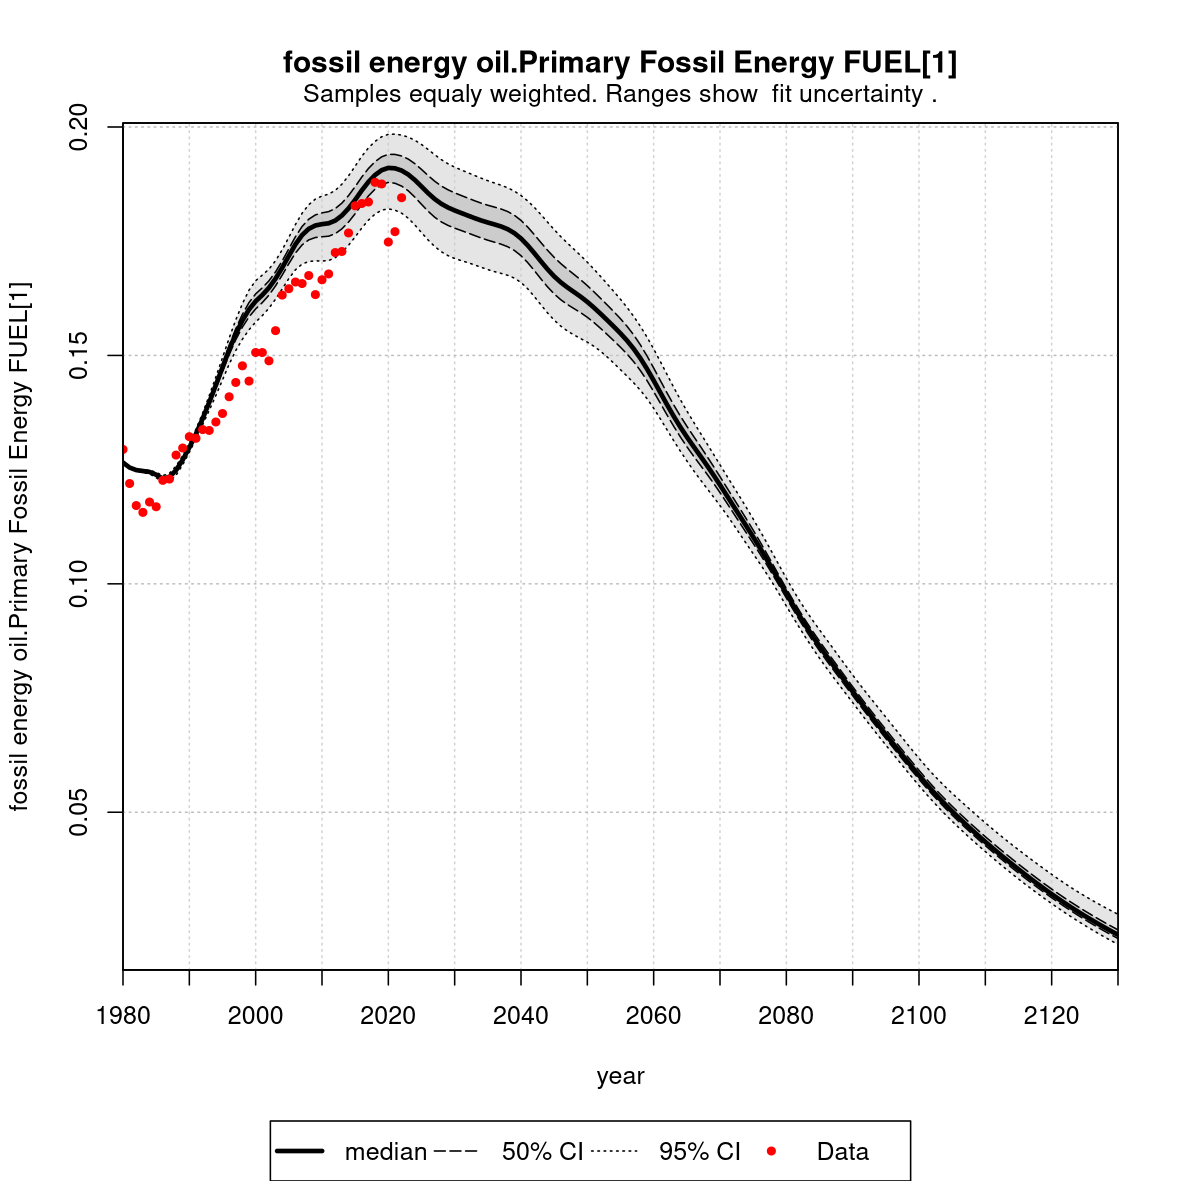 fossil energy oil.Primary Fossil Energy FUEL[1]
Samples equaly weighted. Ranges show  fit uncertainty .
fossil energy oil.Primary Fossil Energy FUEL[1]
0.20
0.15
0.10
0.05
1980 2000 2020 2040 2060 2080 2100 2120
year
median 50% CI 95% CI Data